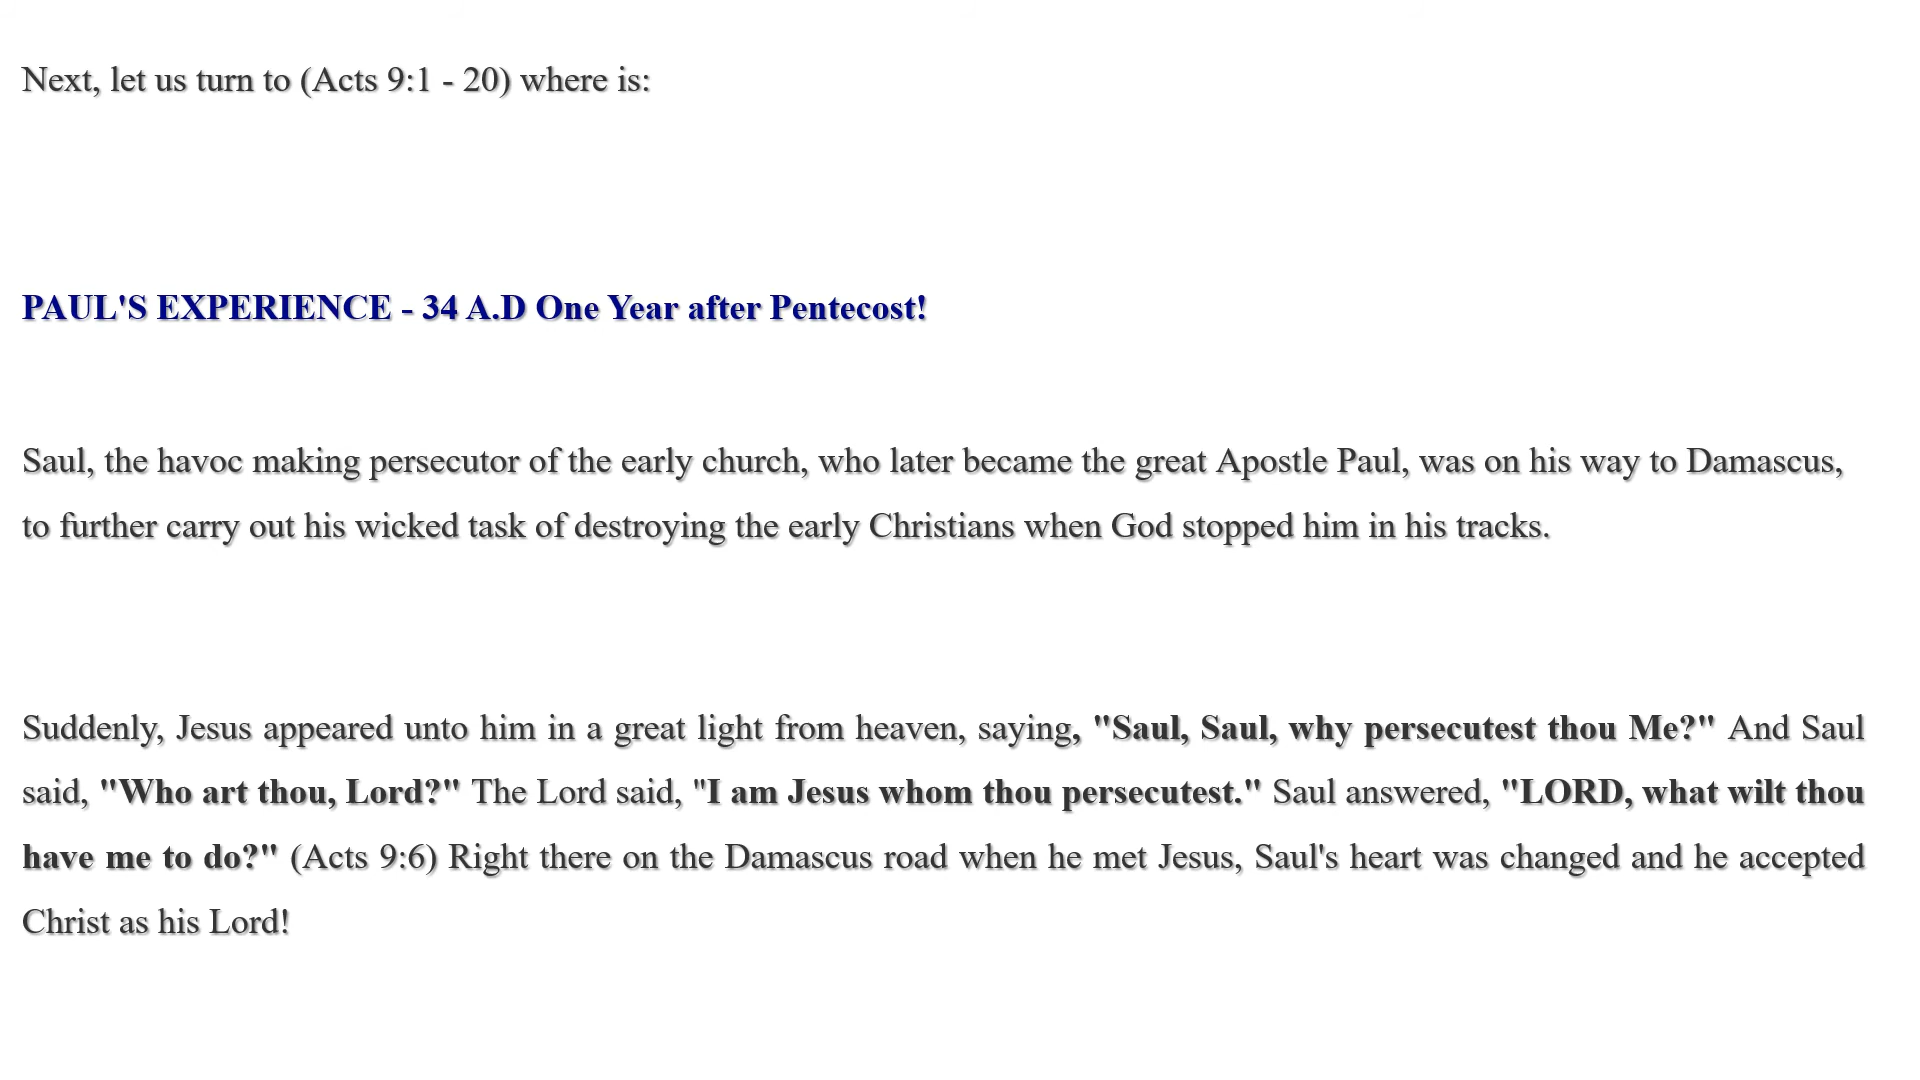 Next, let us turn to (Acts 9:1 - 20) where is:
PAUL'S EXPERIENCE - 34 A.D One Year after Pentecost!
Saul, the havoc making persecutor of the early church, who later became the great Apostle Paul, was on his way to Damascus,
to further carry out his wicked task of destroying the early Christians when God stopped him in his tracks.
Suddenly, Jesus appeared unto him in a great light from heaven, saying, "Saul, Saul, why persecutest thou Me?" And Saul
said, "Who art thou, Lord?" The Lord said, "I am Jesus whom thou persecutest." Saul answered, "LORD, what wilt thou
have me to do?" (Acts 9:6) Right there on the Damascus road when he met Jesus, Saul's heart was changed and he accepted
Christ as his Lord!